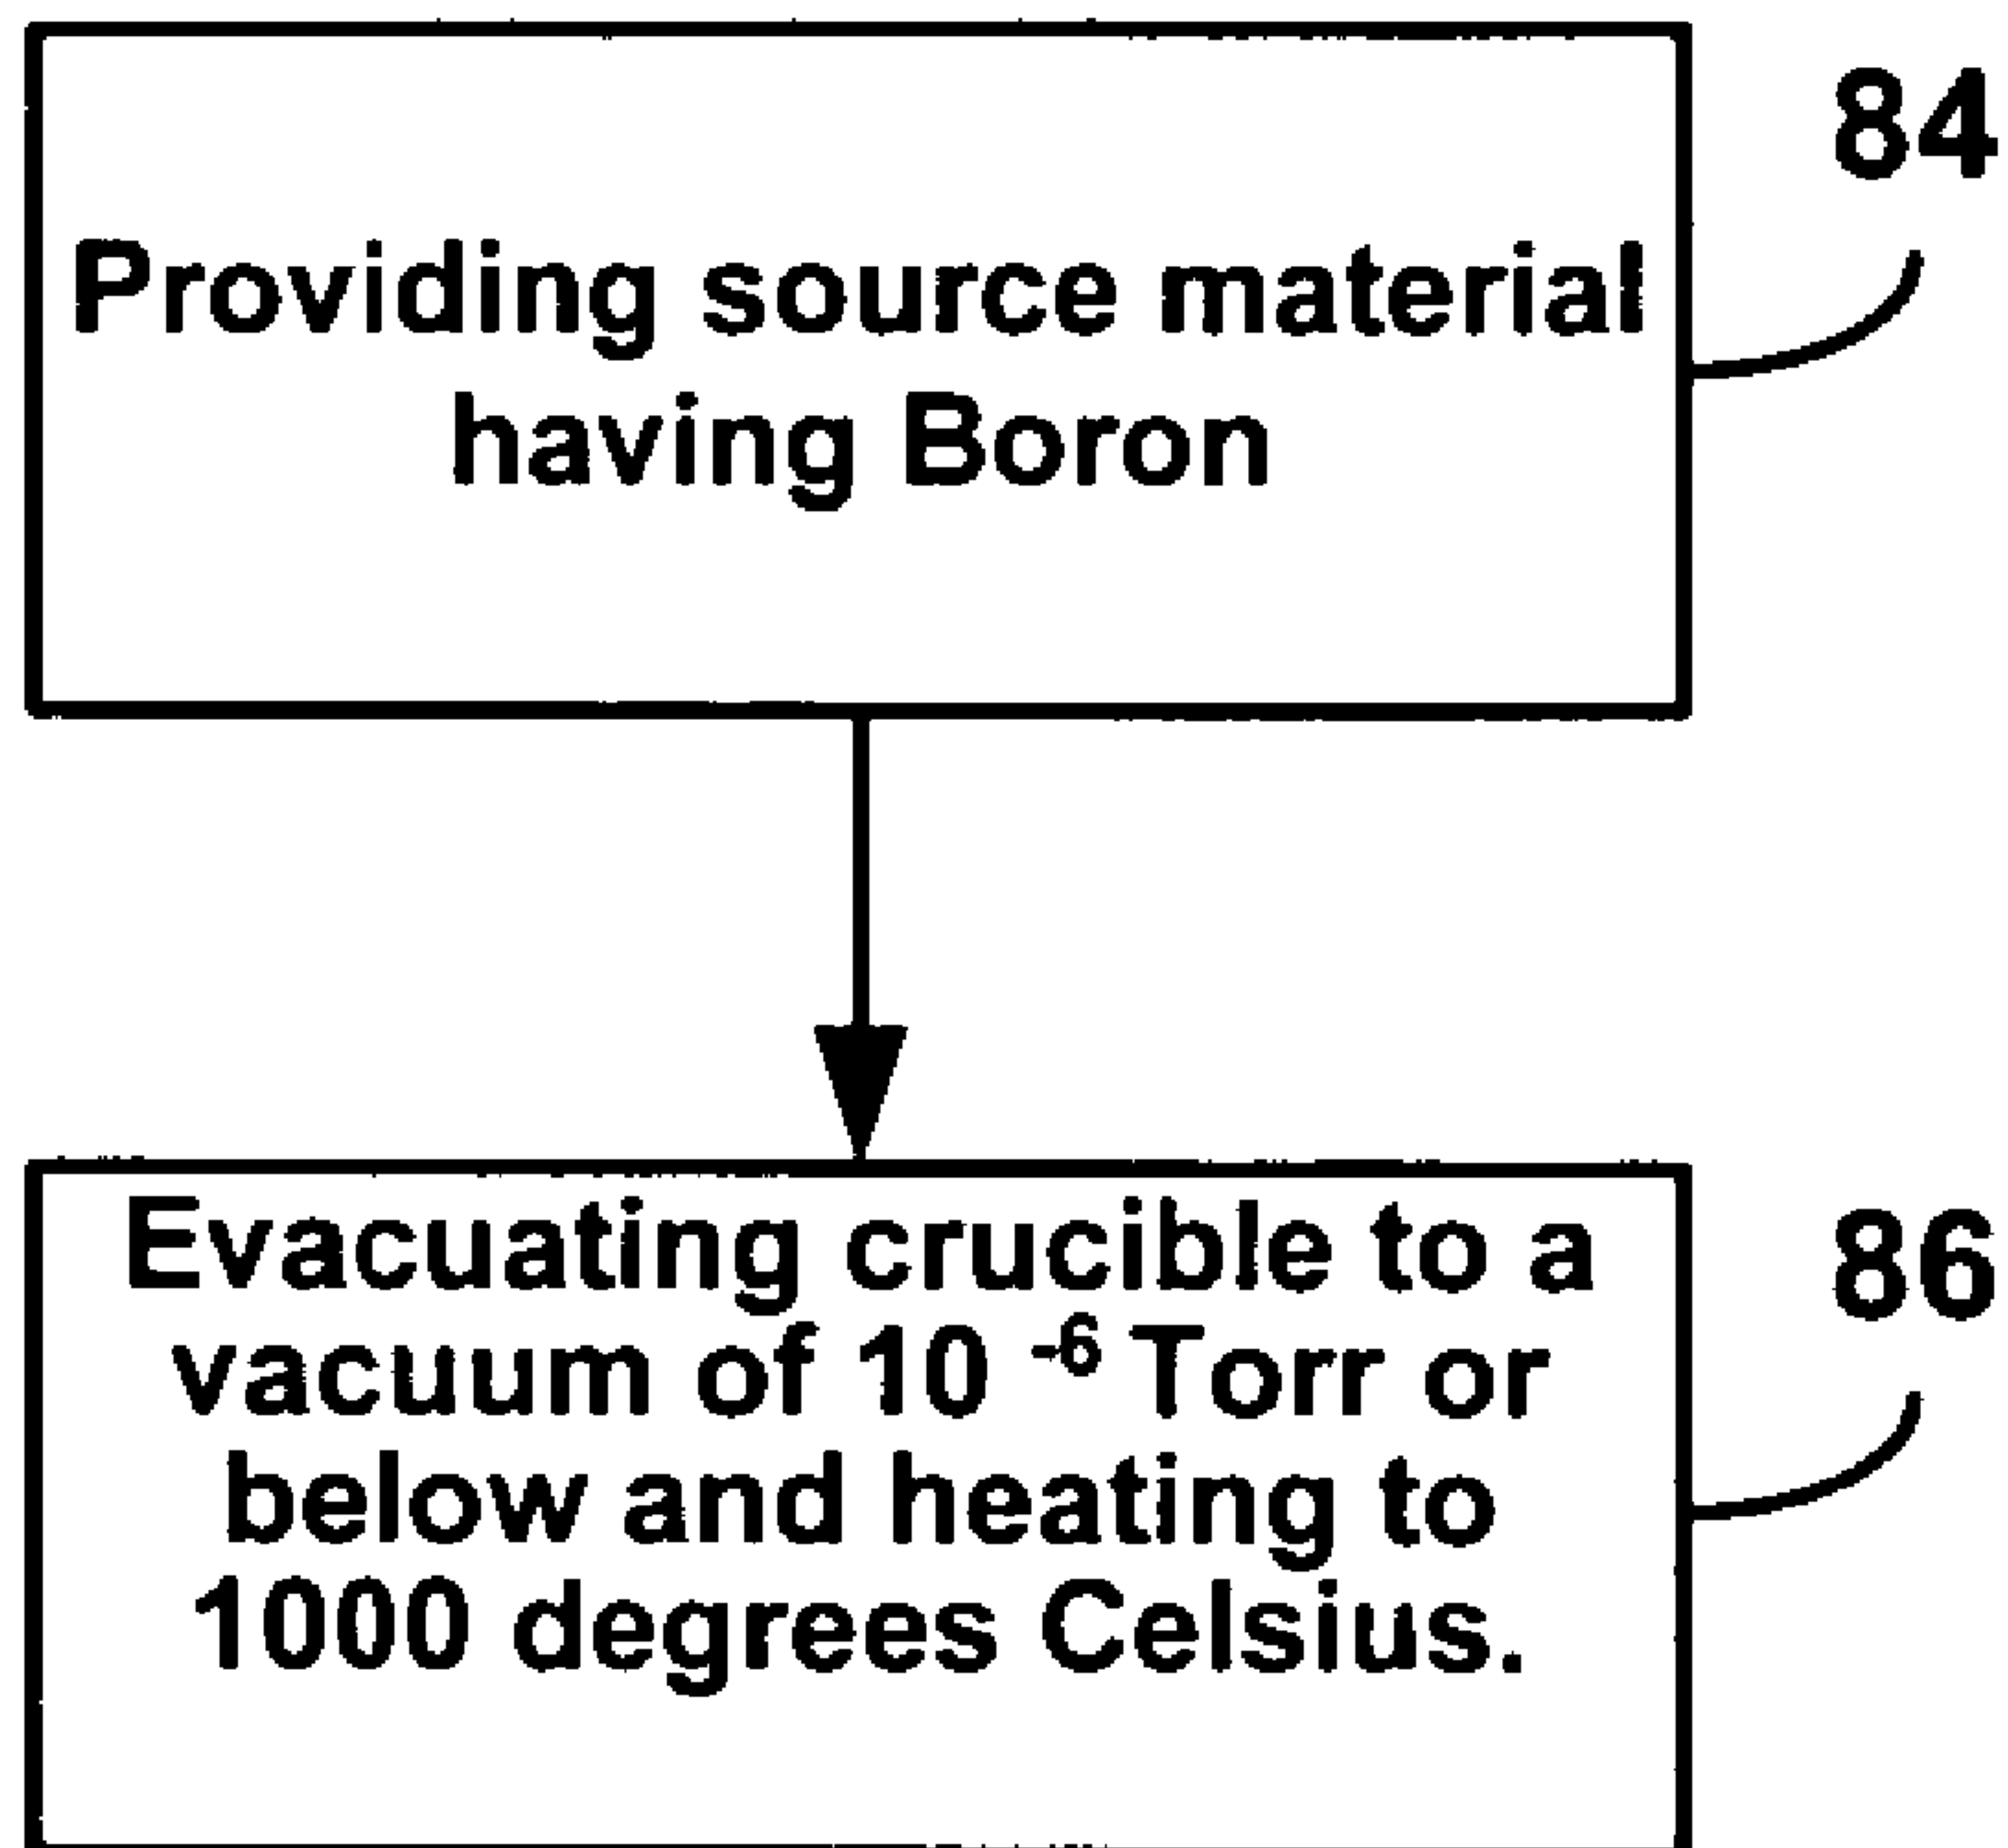 84
Providing source material
having Boron
Evacuating crucible to a
86
vacuum of 10 -6 Torr or
below and heating to
1000 degrees Celsius.